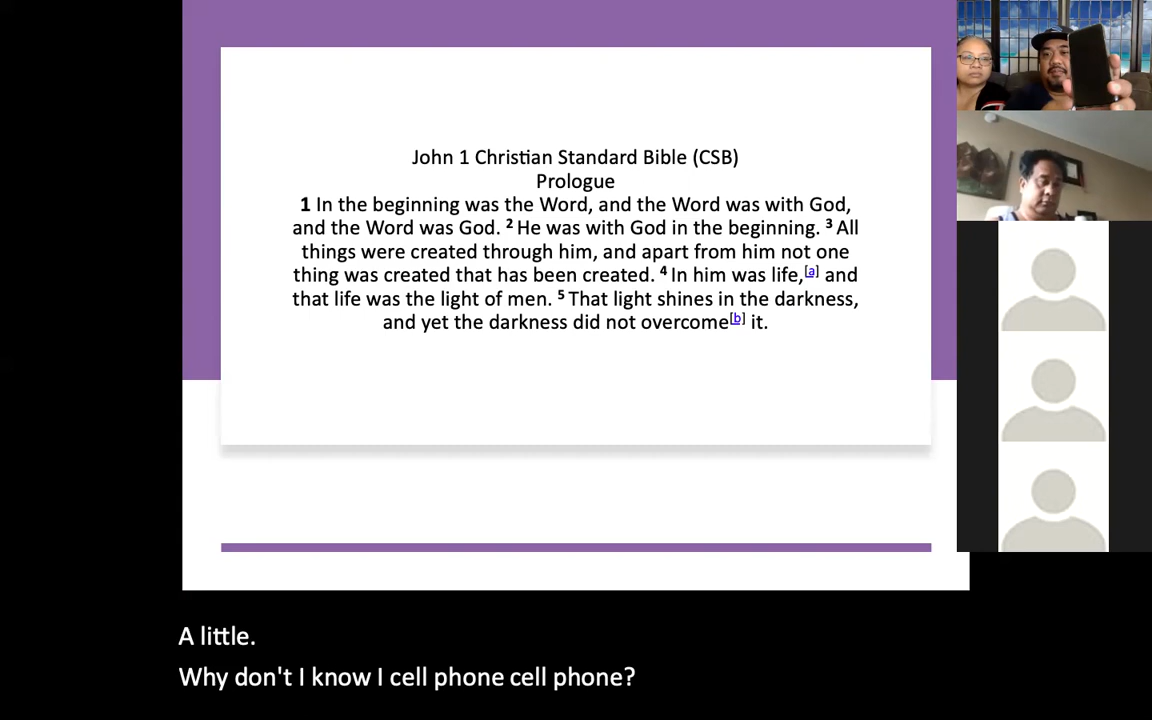 John 1 Christian Standard Bible (CSB)
Prologue
1 In the beginning was the Word, and the Word was with God,
and the Word was God. 2 He was with God in the beginning. 3 All
things were created through him, and apart from him not one
thing was created that has been created. 4 In him was life,[a] and
that life was the light of men. 5 That light shines in the darkness,
and yet the darkness did not overcome[b] it.
A little.
Why don't I know I cell phone cell phone?